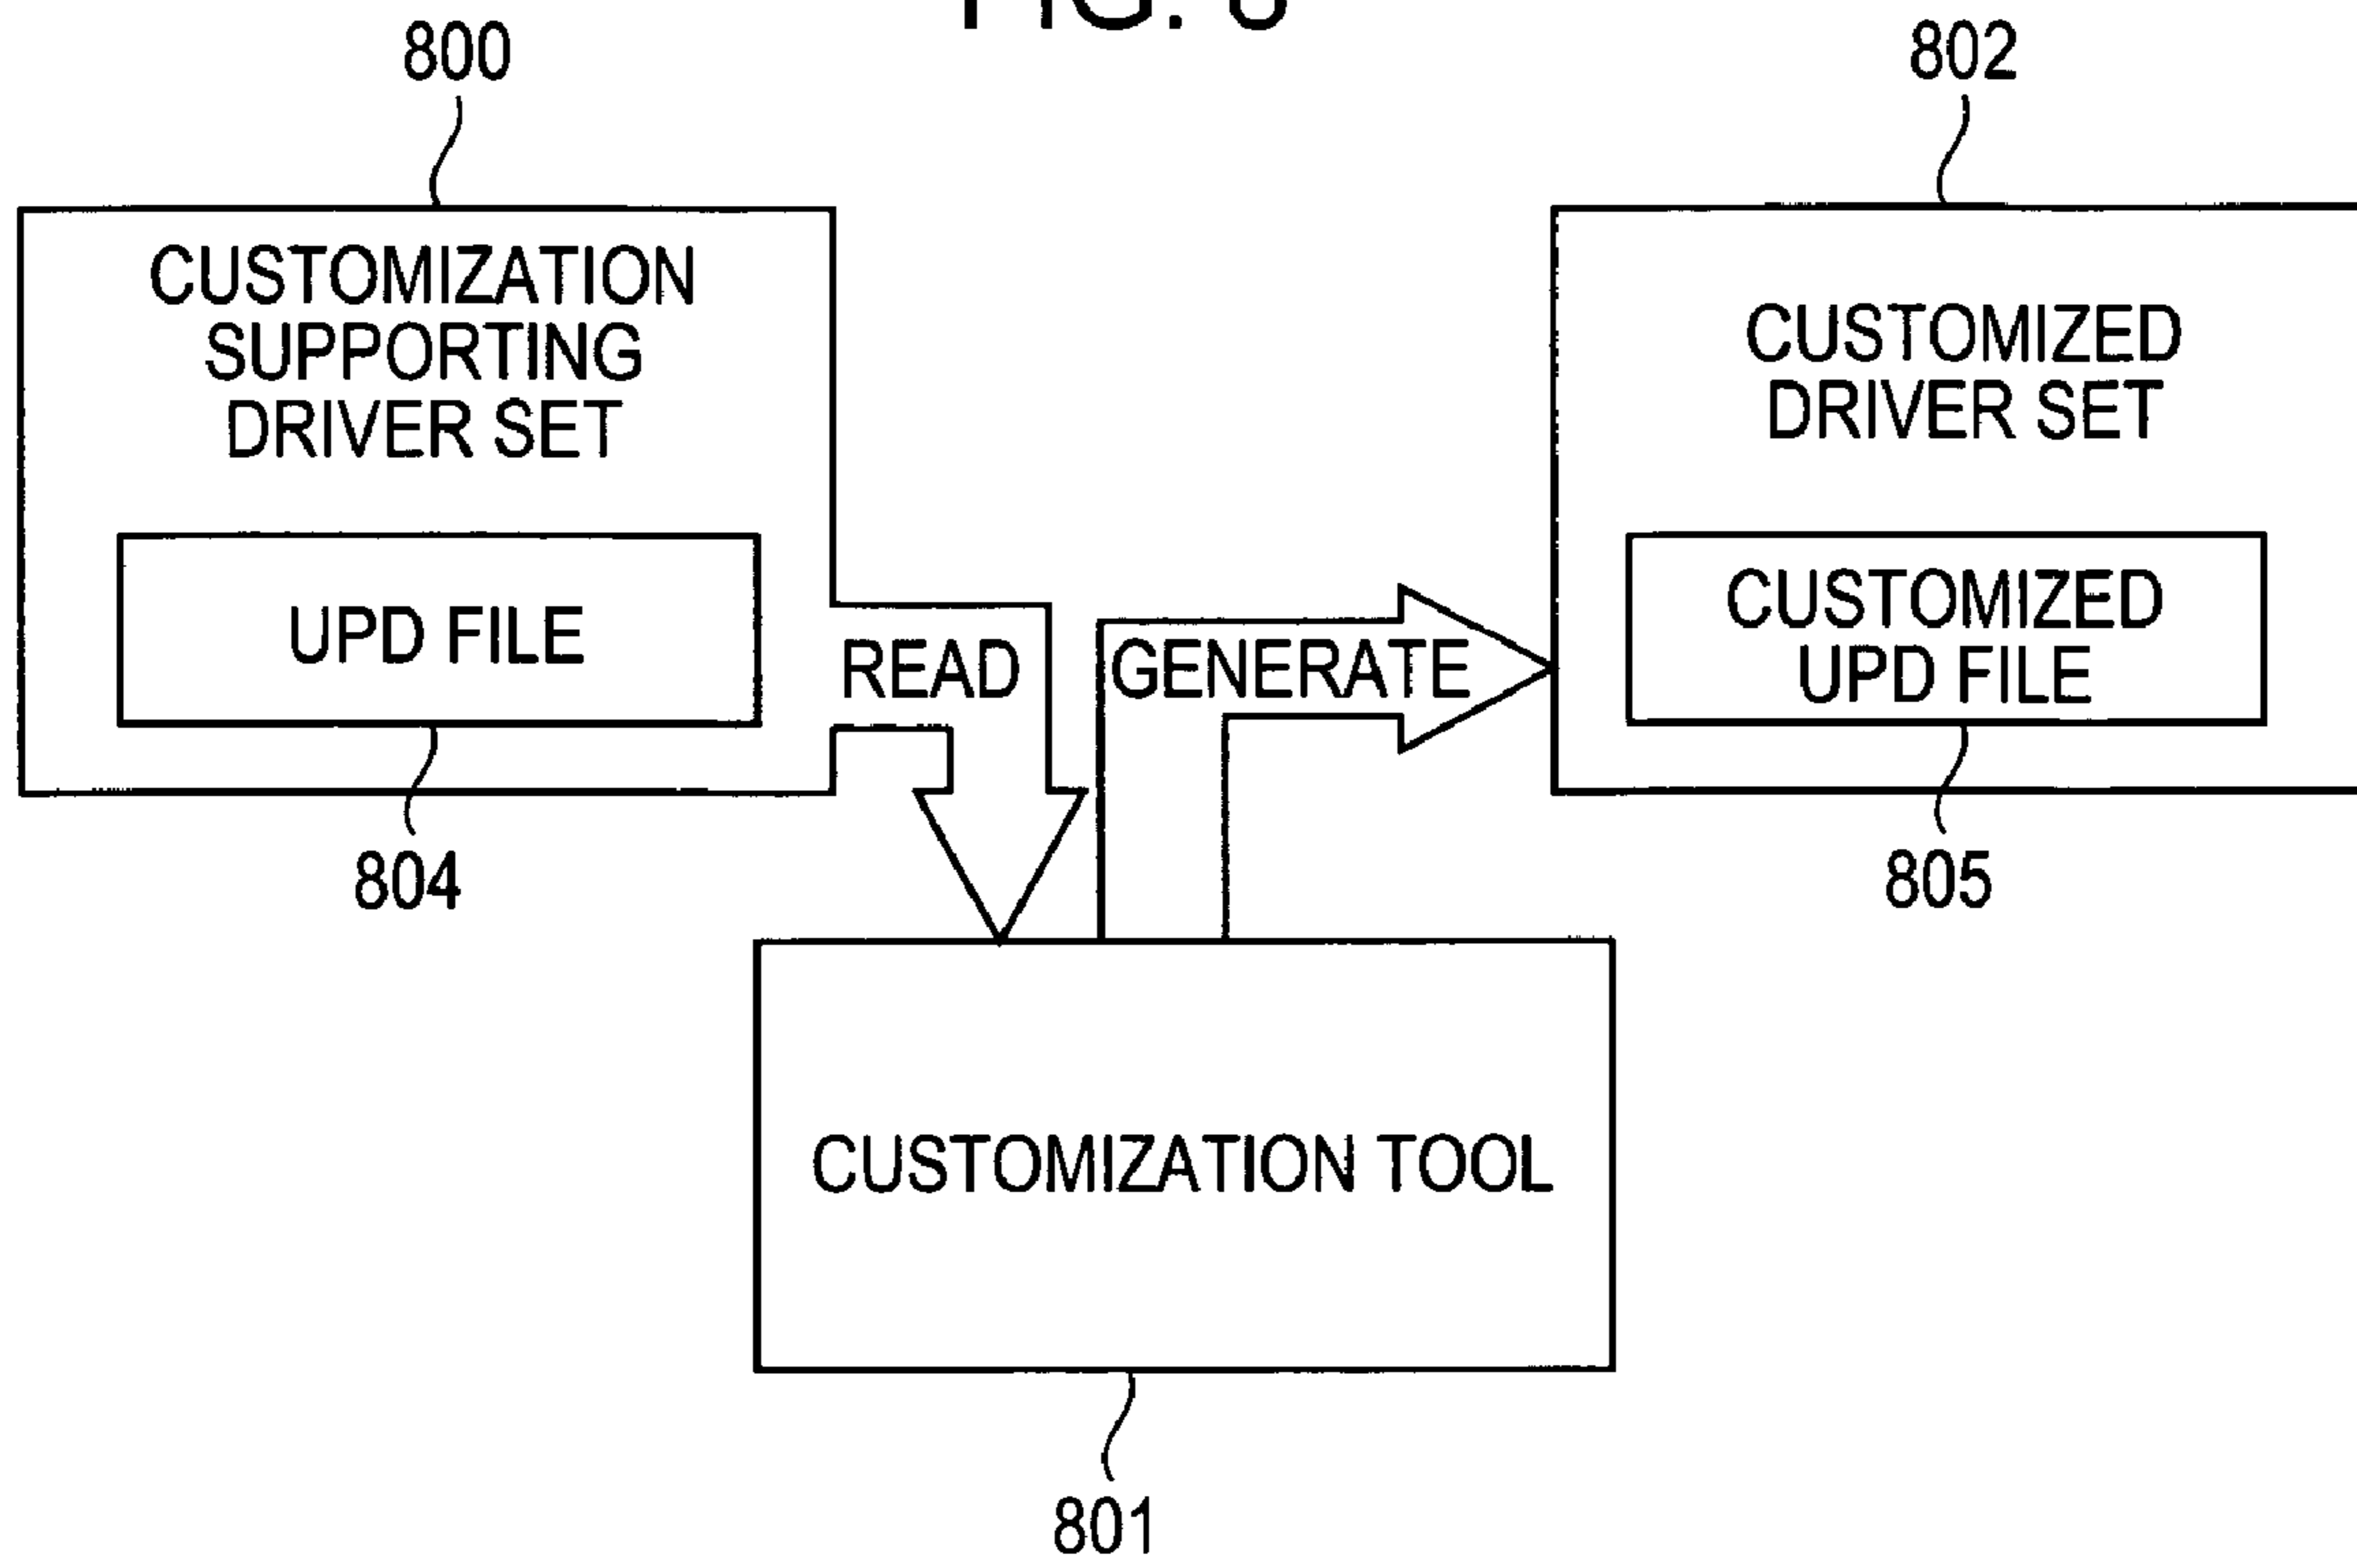 FIG.
800
802
CUSTOMIZATION
SUPPORTING
DRIVER SET
CUSTOMIZED
DRIVER SET
UPD FILE
CUSTOMIZED
UPD FILE
READ
GENERATE
804
805
CUSTOMIZATION TOOL
801